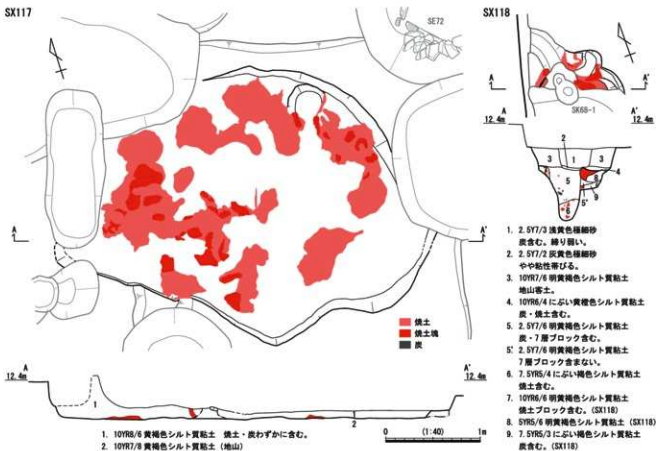 SX117
SE72
A
A'
焼土
焼土塊
炭
A
12.4m
A'
12.4m
1
2
1. 10YR8/6 黄褐色シルト質粘土 焼土・炭わずかに含む。
2. 10YR7/8 黄褐色シルト質粘土 (地山)
0 (1:40) 1m
SX118
A
A'
SK68-1
A
12.4m
A'
12.4m
2
3
1
3
4
5
8
9
5'
6
1. 2.5Y7/3 浅黄色極細砂
炭含む。締り弱い。
2. 2.5Y7/2 灰黄色極細砂
やや粘性帯びる。
3. 10YR7/6 明黄褐色シルト質粘土
地山客土。
4. 10YR6/4 にぶい黄橙色シルト質粘土
炭・焼土含む。
5. 2.5Y7/6 明黄褐色シルト質粘土
炭・7層ブロック含む。
5' 2.5Y7/6 明黄褐色シルト質粘土
7層ブロック含まない。
6. 7.5YR5/4 にぶい褐色シルト質粘土
焼土含む。
7. 10YR6/6 明黄褐色シルト質粘土
焼土ブロック含む。(SX118)
8. 5YR5/6 明黄褐色シルト質粘土 (SX118)
9. 7.5YR5/3 にぶい褐色シルト質粘土
炭含む。(SX118)